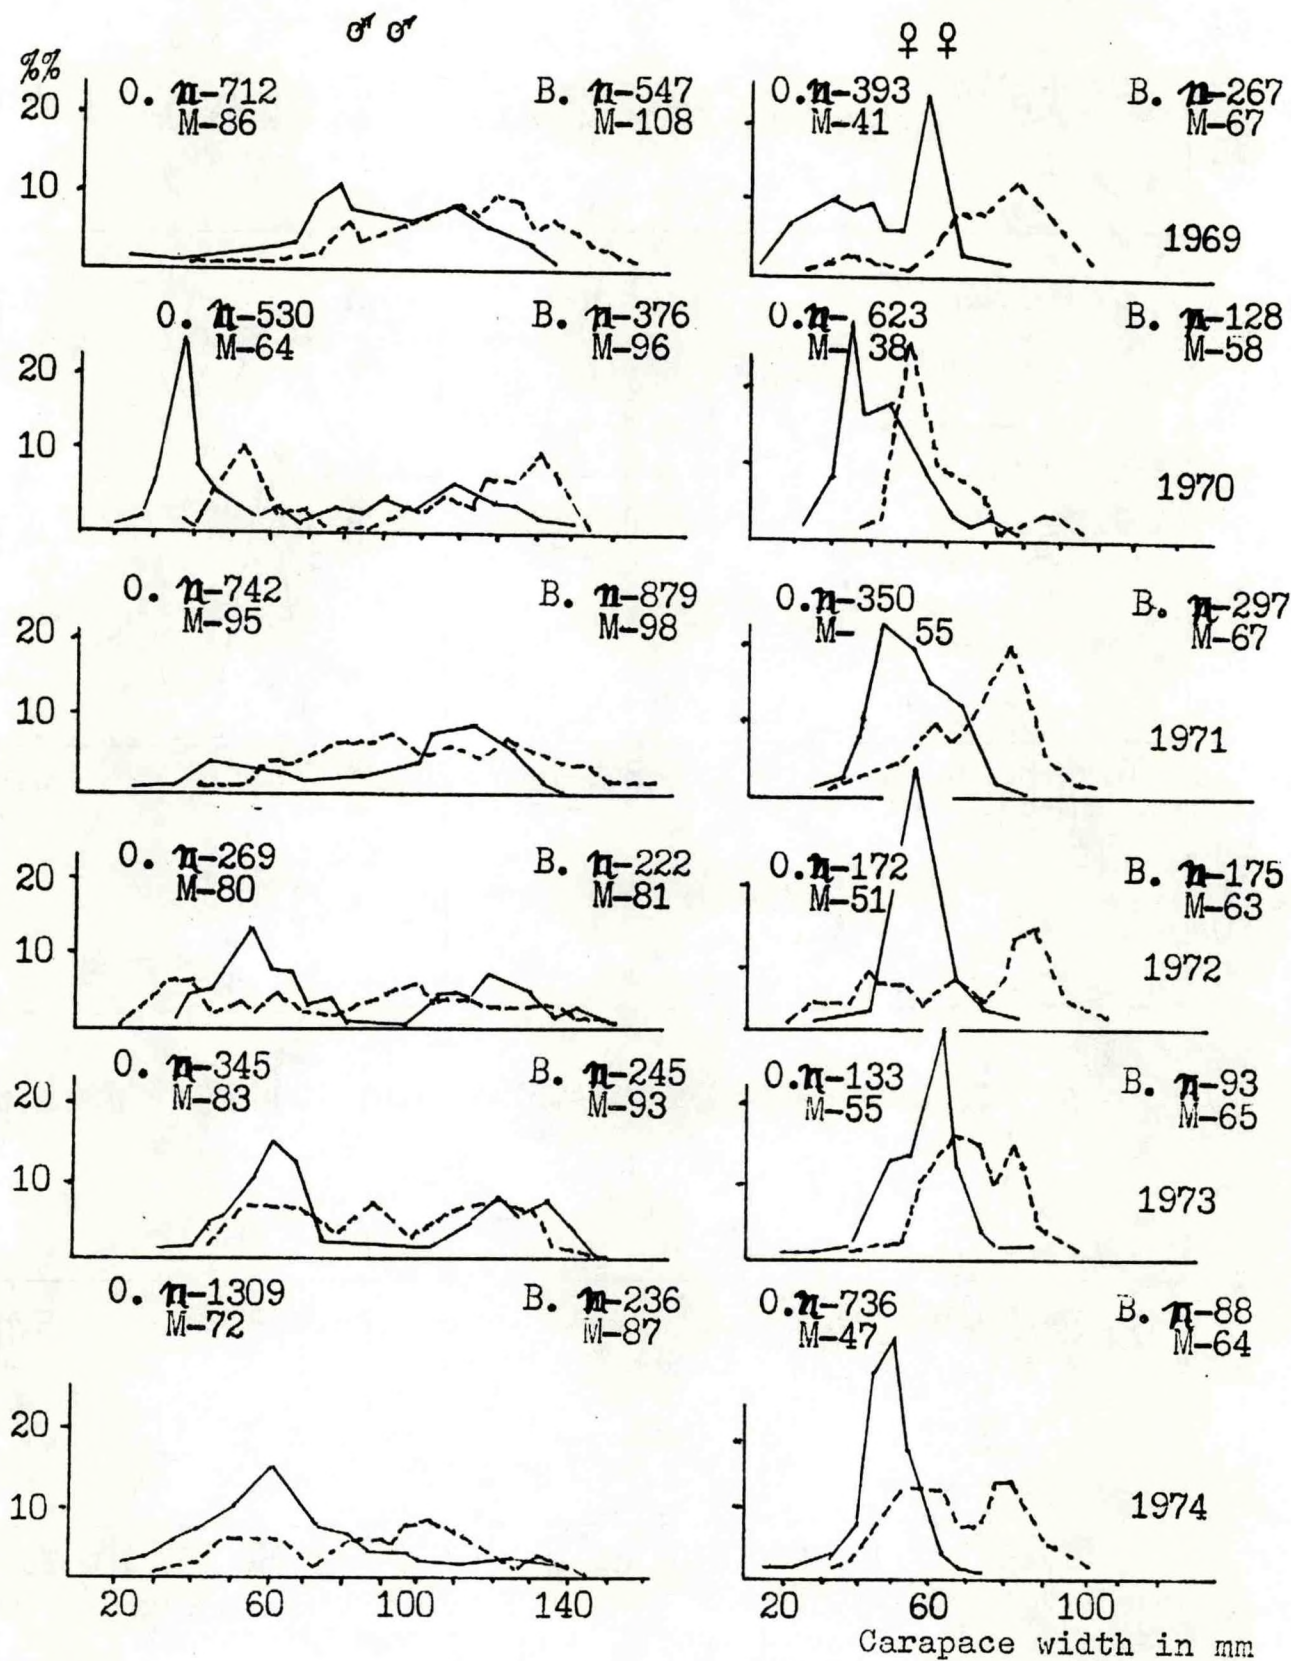 ♂♂ ♀♀
%%
O. n-712 B. n-547 O.n-393 B. n-267
M-86 M-108 M-41 M-67
20
10
1969
O. n-530 B. n-376 O.n- 623 B. n-128
M-64 M-96 M- 38 M-58
20
10
1970
O. n-742 B. n-879 O.n-350 B. n-297
M-95 M-98 M- 55 M-67
20
10
1971
O. n-269 B. n-222 O.n-172 B. n-175
M-80 M-81 M-51 M-63
20
10
1972
O. n-345 B. n-245 O.n-133 B. n-93
M-83 M-93 M-55 M-65
20
10
1973
O. n-1309 B. n-236 O.n-736 B. n-88
M-72 M-87 M-47 M-64
20
10
1974
20 60 100 140 20 60 100
Carapace width in mm